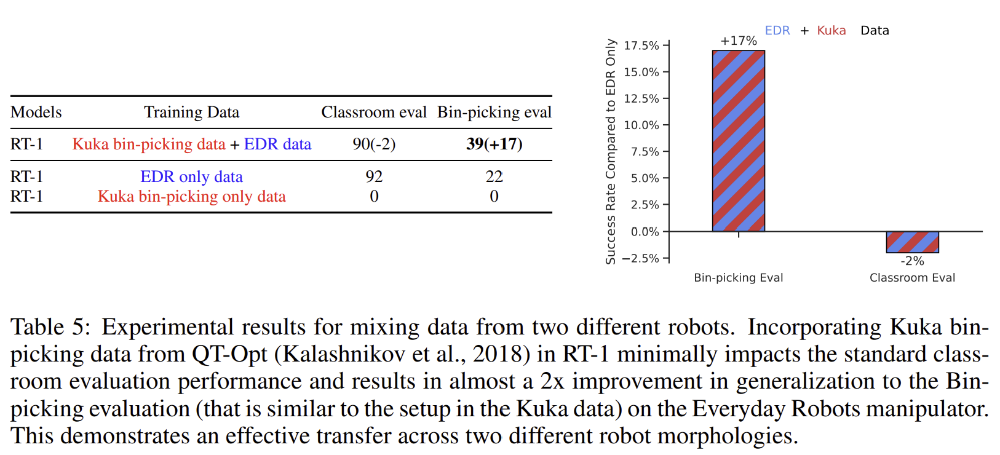 Models Training Data Classroom eval Bin-picking eval
RT-1 Kuka bin-picking data + EDR data 90(-2) 39(+17)
RT-1 EDR only data 92 22
RT-1 Kuka bin-picking only data 0 0
EDR + Kuka Data
+17%
Success Rate Compared to EDR Only
17.5%
15.0%
12.5%
10.0%
7.5%
5.0%
2.5%
0.0%
−2.5%
-2%
Bin-picking Eval Classroom Eval
Table 5: Experimental results for mixing data from two different robots. Incorporating Kuka bin-
picking data from QT-Opt (Kalashnikov et al., 2018) in RT-1 minimally impacts the standard class-
room evaluation performance and results in almost a 2x improvement in generalization to the Bin-
picking evaluation (that is similar to the setup in the Kuka data) on the Everyday Robots manipulator.
This demonstrates an effective transfer across two different robot morphologies.